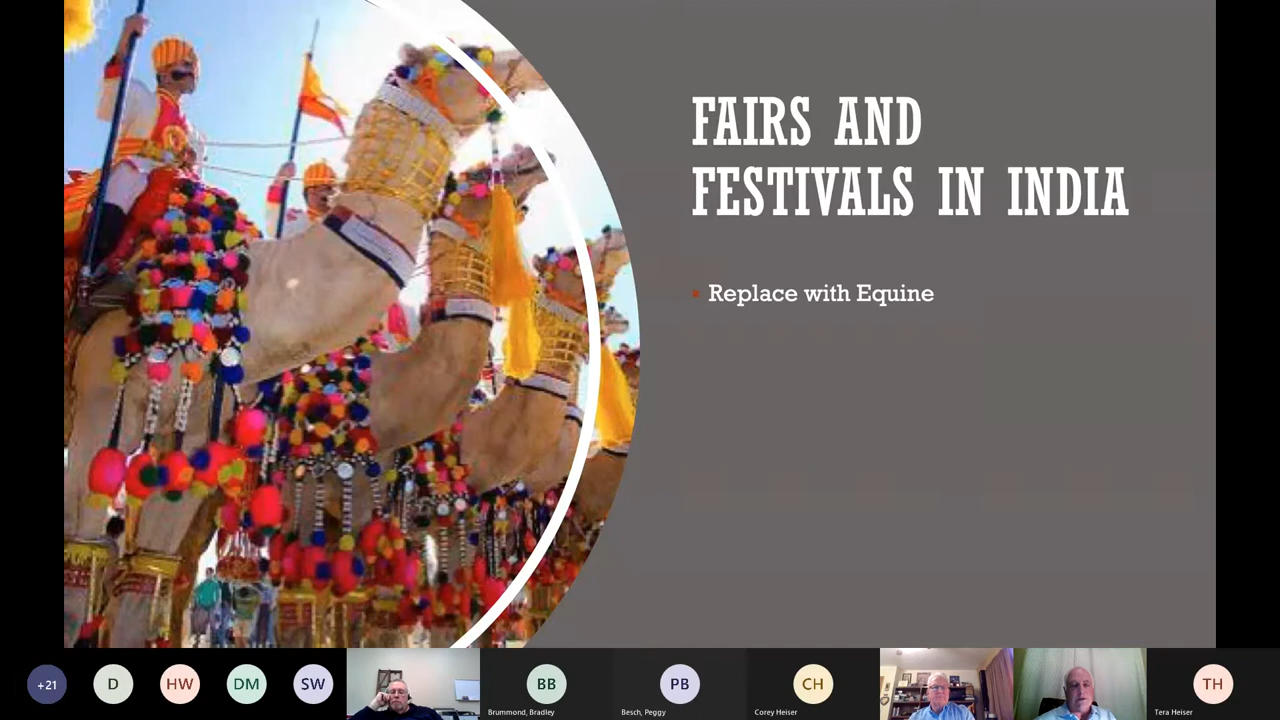 FAIRS AND
FESTIVALS IN INDIA
Replace with Equine
+21
D
HW
DM
SW
BB
Brummond, Bradley
PB
Besch, Peggy
CH
Corey Heiser
TH
Tera Heiser